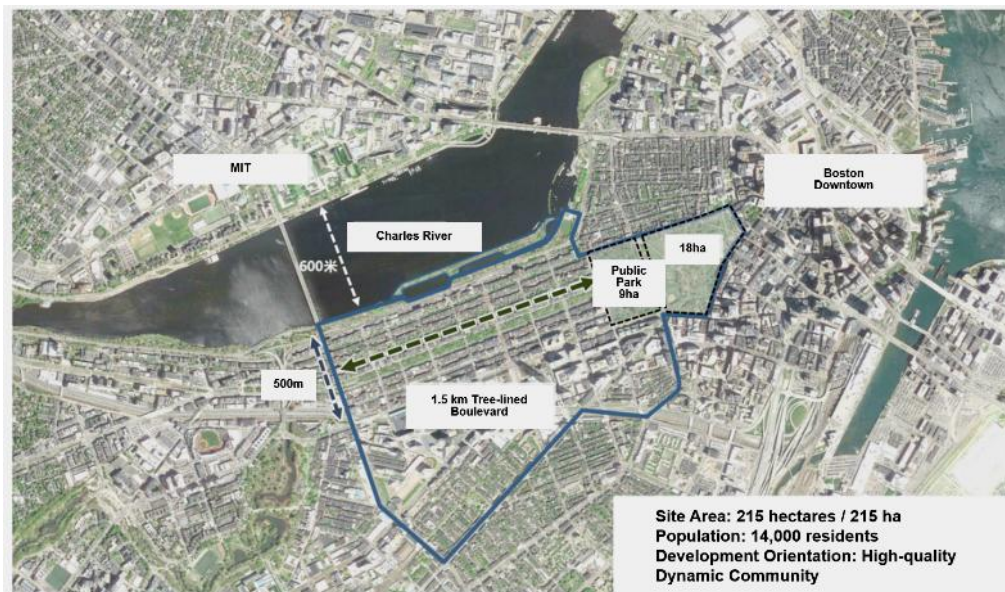 MIT
Boston
Downtown
Charles River
600米
18ha
Public
Park
9ha
500m
1.5 km Tree-lined
Boulevard
Site Area: 215 hectares / 215 ha
Population: 14,000 residents
Development Orientation: High-quality
Dynamic Community